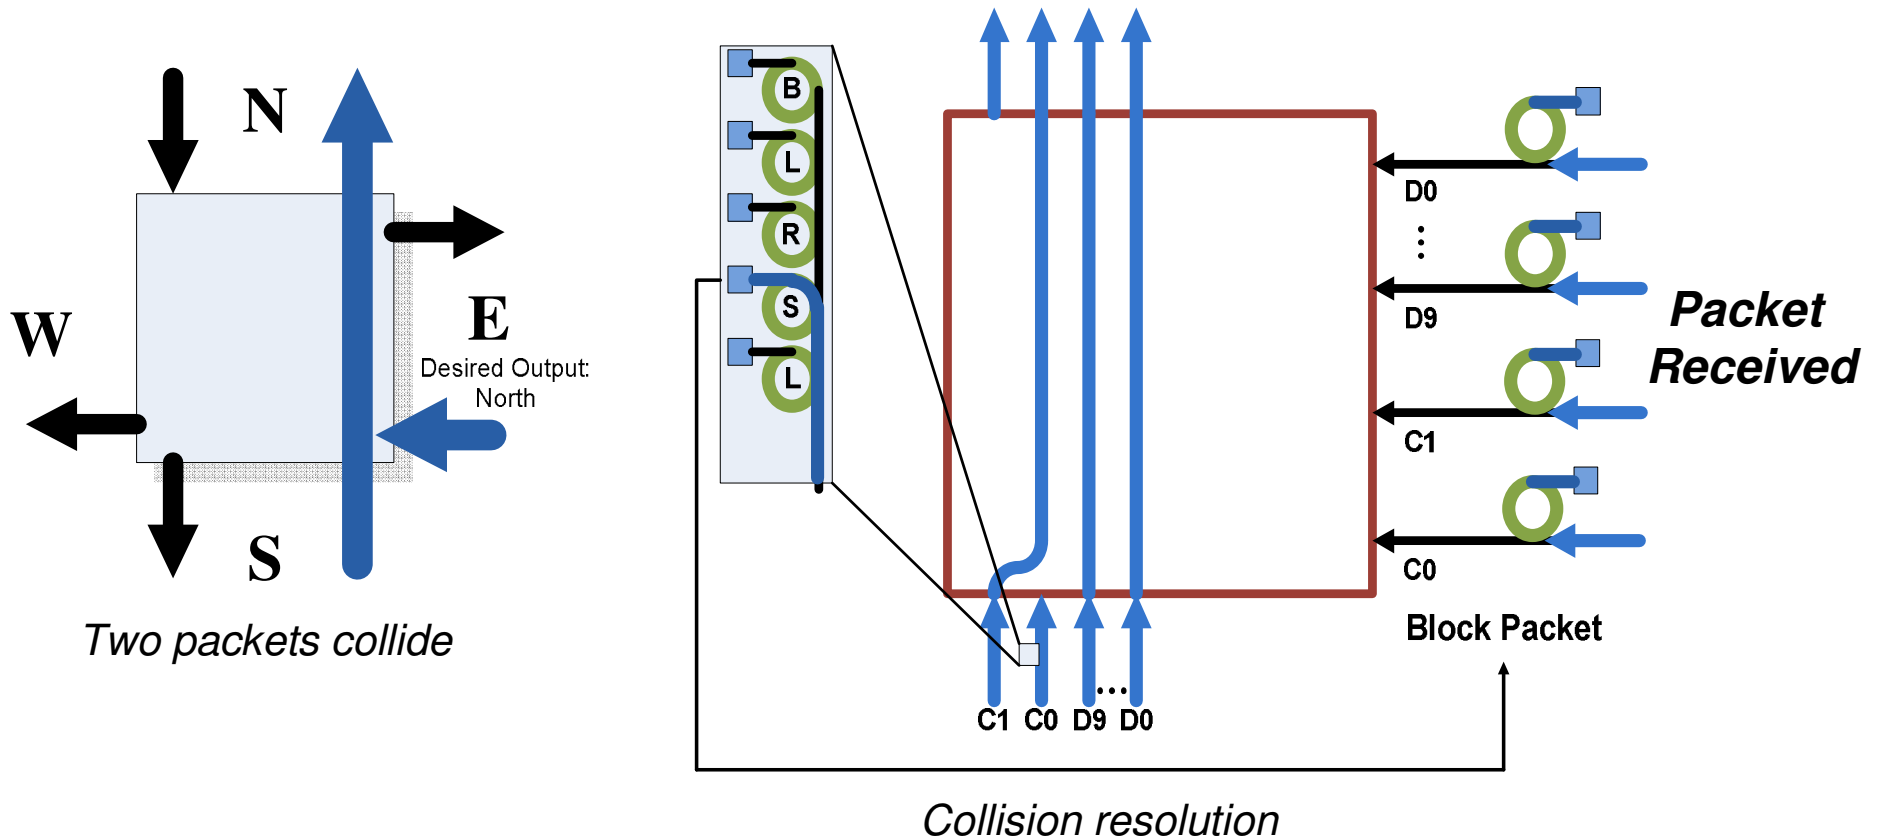 N
W
E
Desired Output:
North
S
Two packets collide
B
L
R
S
L
C1 C0 D9 ... D0
D0
...
D9
C1
C0
Block Packet
Packet
Received
Collision resolution